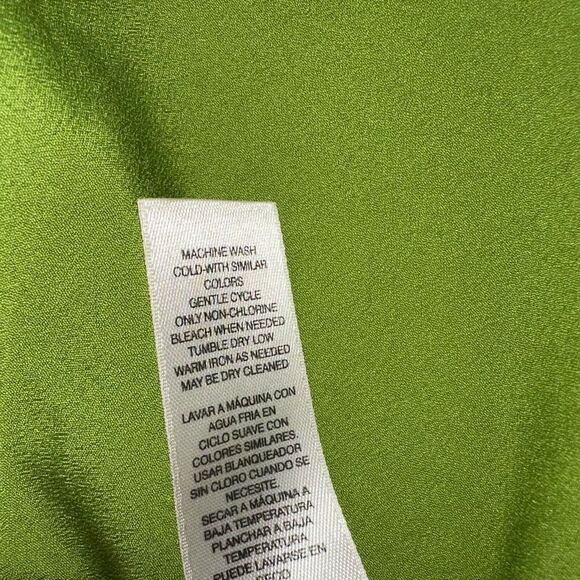 MACHINE WASH
COLD-WITH SIMILAR
COLORS
GENTLE CYCLE
ONLY NON-CHLORINE
BLEACH WHEN NEEDED
TUMBLE DRY LOW
WARM IRON AS NEEDED
MAY BE DRY CLEANED
LAVAR A MÁQUINA CON
AGUA FRIA EN
CICLO SUAVE CON
COLORES SIMILARES.
USAR BLANQUEADOR
SIN CLORO CUANDO SE
NECESITE.
SECAR A MÁQUINA A
BAJA TEMPERATURA
PLANCHAR A BAJA
TEMPERATURA
PUEDE LAVARSE EN